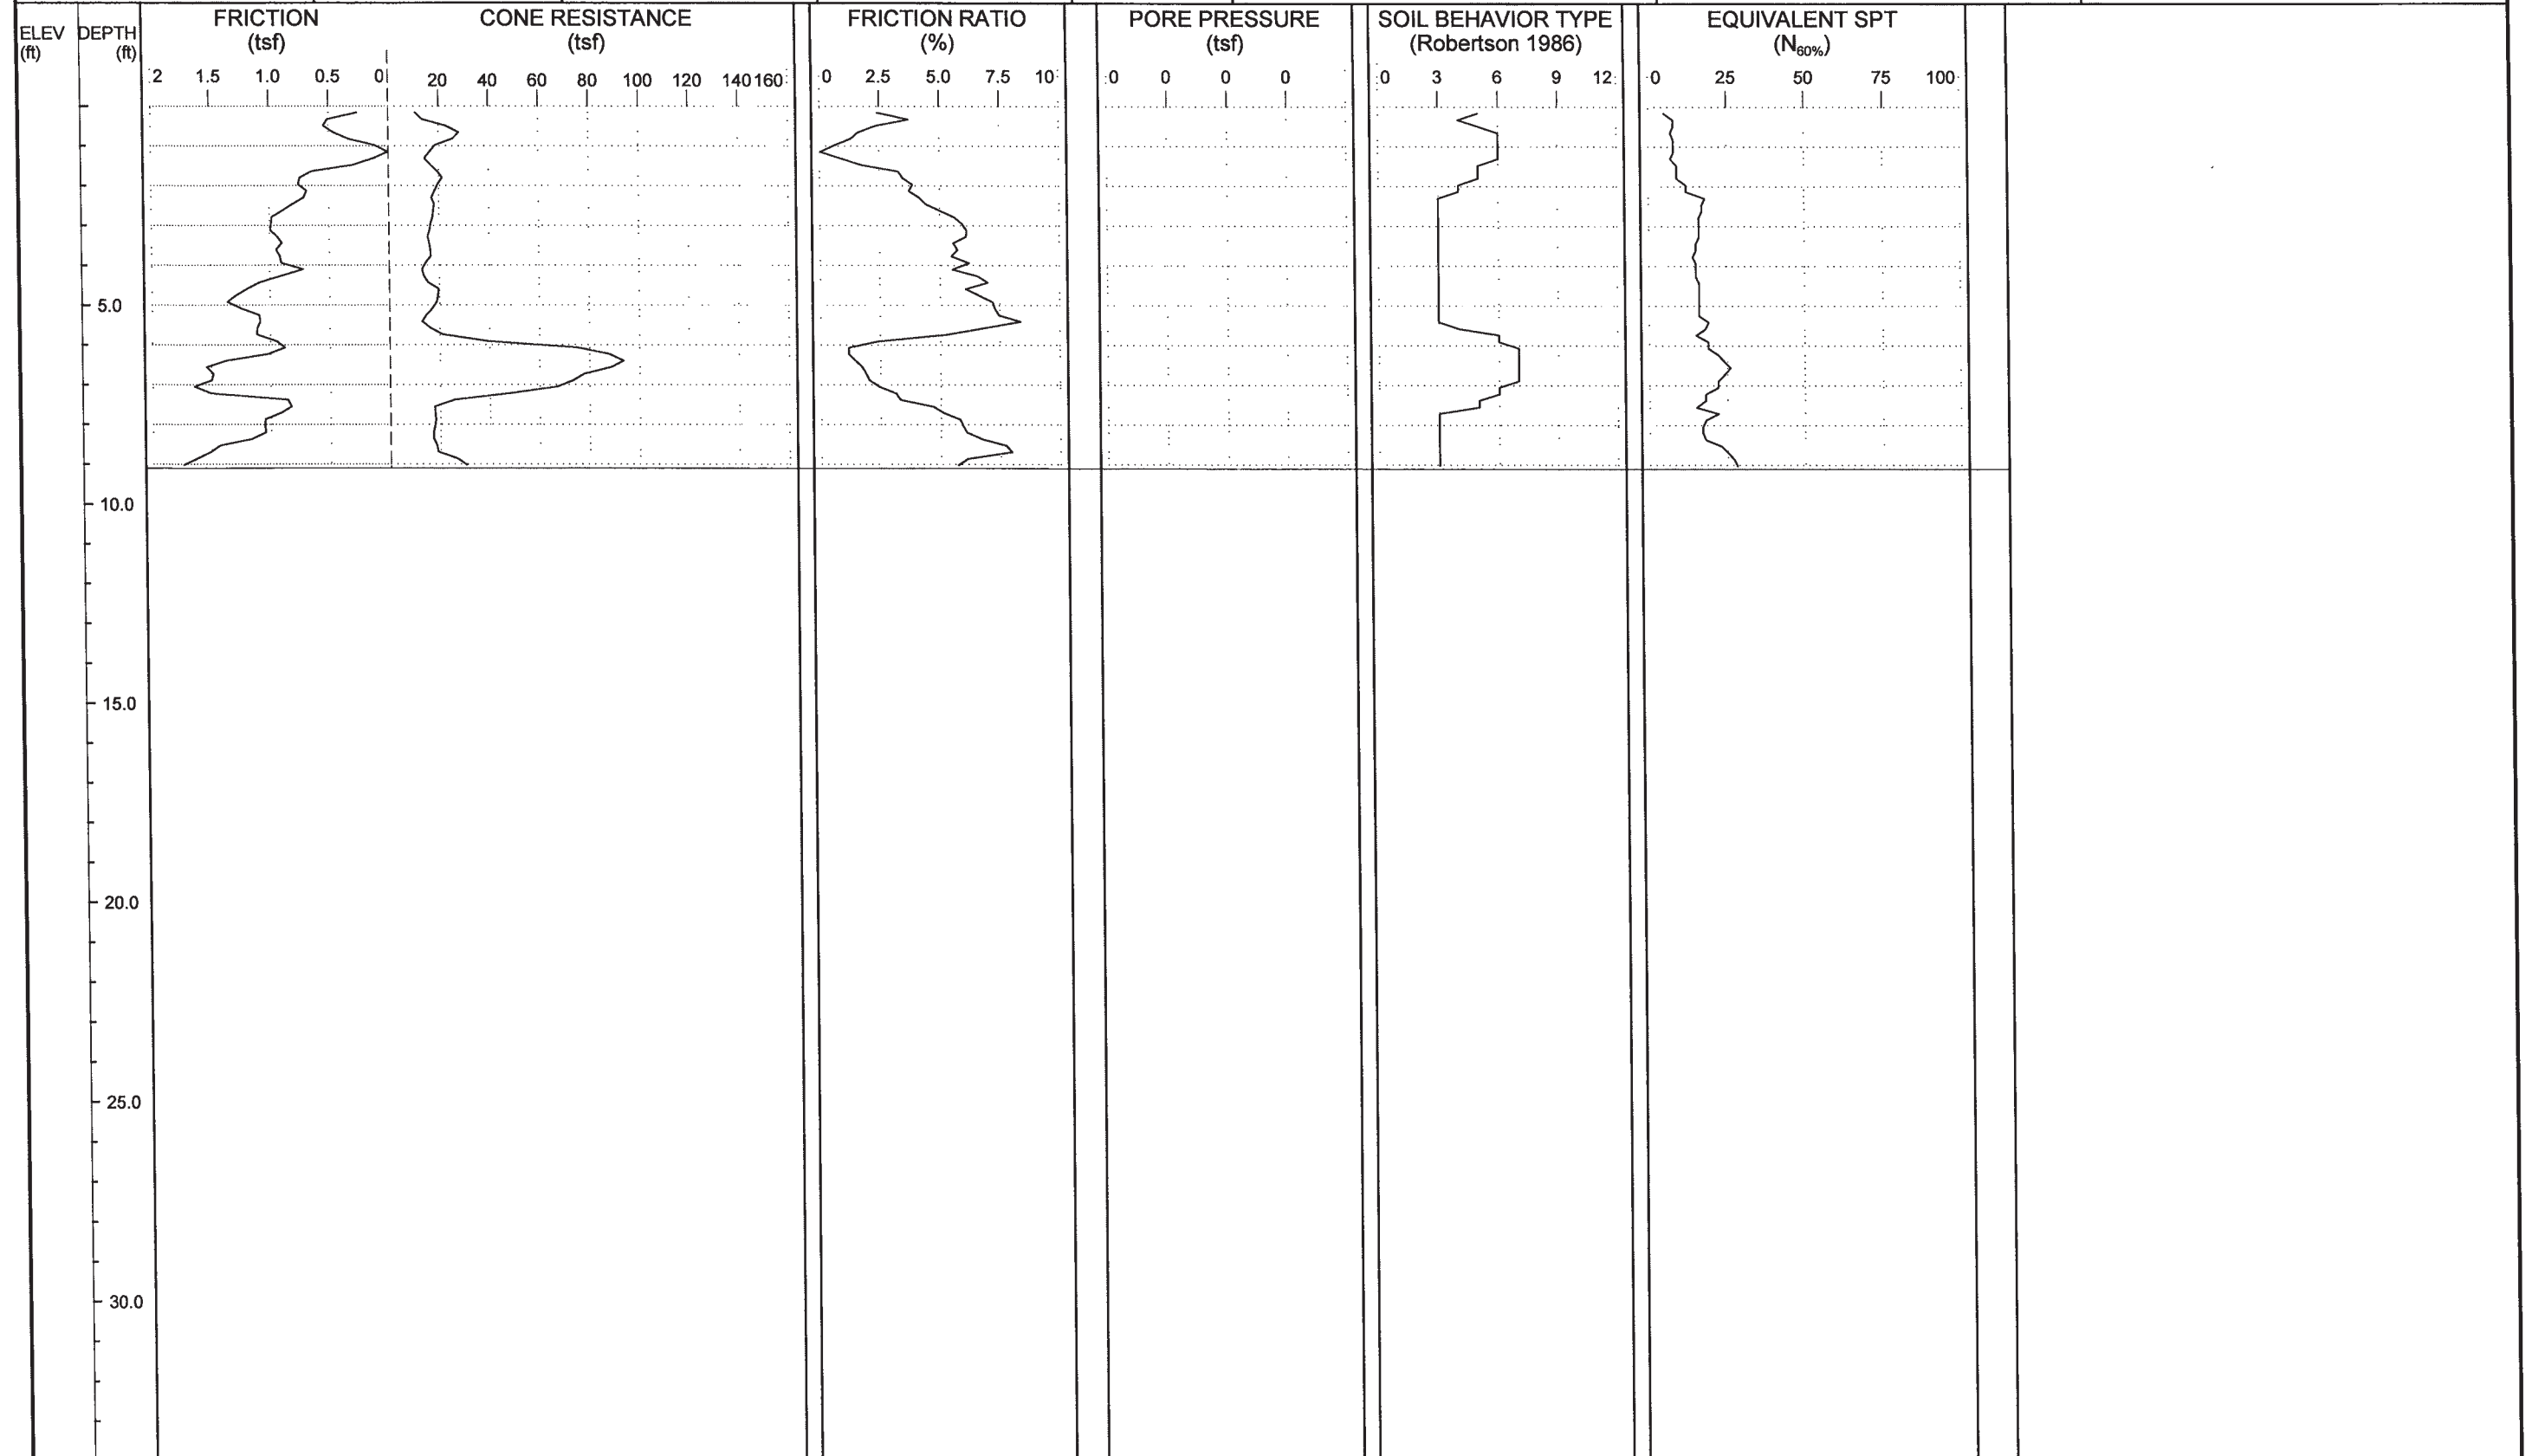 ELEV
(ft)
DEPTH
(ft)
FRICTION
(tsf)
CONE RESISTANCE
(tsf)
FRICTION RATIO
(%)
PORE PRESSURE
(tsf)
SOIL BEHAVIOR TYPE
(Robertson 1986)
EQUIVALENT SPT
(N60%)
2 1.5 1.0 0.5 0 20 40 60 80 100 120 140 160
0 2.5 5.0 7.5 10
0 0 0 0
0 3 6 9 12
0 25 50 75 100
5.0
10.0
15.0
20.0
25.0
30.0